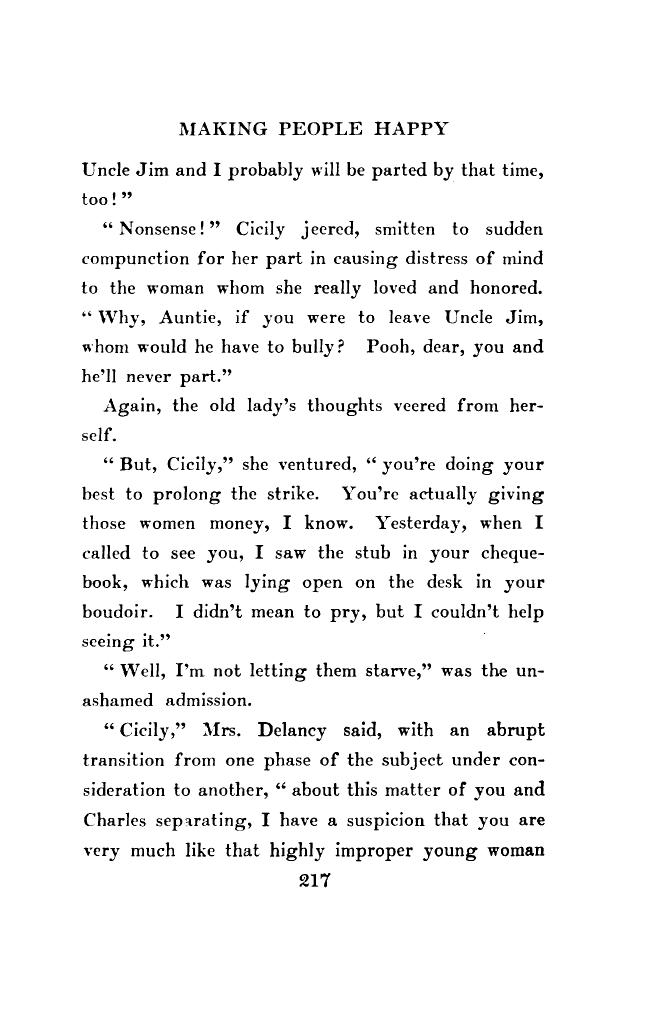 MAKING PEOPLE HAPPY
Uncle Jim and I probably will be parted by that time,
too!”
“Nonsense!” Cicily jeered, smitten to sudden
compunction for her part in causing distress of mind
to the woman whom she really loved and honored.
“Why, Auntie, if you were to leave Uncle Jim,
whom would he have to bully? Pooh, dear, you and
he’ll never part.”
Again, the old lady’s thoughts veered from her-
self.
“But, Cicily,” she ventured, “you’re doing your
best to prolong the strike. You’re actually giving
those women money, I know. Yesterday, when I
called to see you, I saw the stub in your cheque-
book, which was lying open on the desk in your
boudoir. I didn’t mean to pry, but I couldn’t help
seeing it.”
“Well, I’m not letting them starve,” was the un-
ashamed admission.
“Cicily,” Mrs. Delancy said, with an abrupt
transition from one phase of the subject under con-
sideration to another, “about this matter of you and
Charles separating, I have a suspicion that you are
very much like that highly improper young woman
217